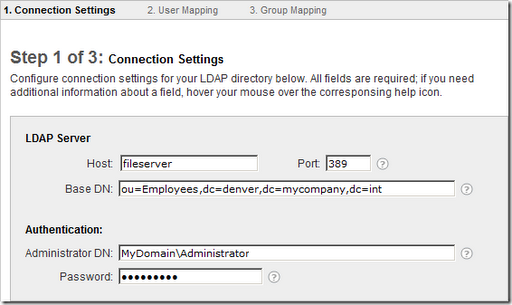 1. Connection Settings 2. User Mapping 3. Group Mapping
Step 1 of 3: Connection Settings
Configure connection settings for your LDAP directory below. All fields are required; if you need
additional information about a field, hover your mouse over the corresponsing help icon.
LDAP Server
Host: fileserver Port: 389 ?
Base DN: ou=Employees,dc=denver,dc=mycompany,dc=int ?
Authentication:
Administrator DN: MyDomain\Administrator ?
Password: ●●●●●●●●● ?